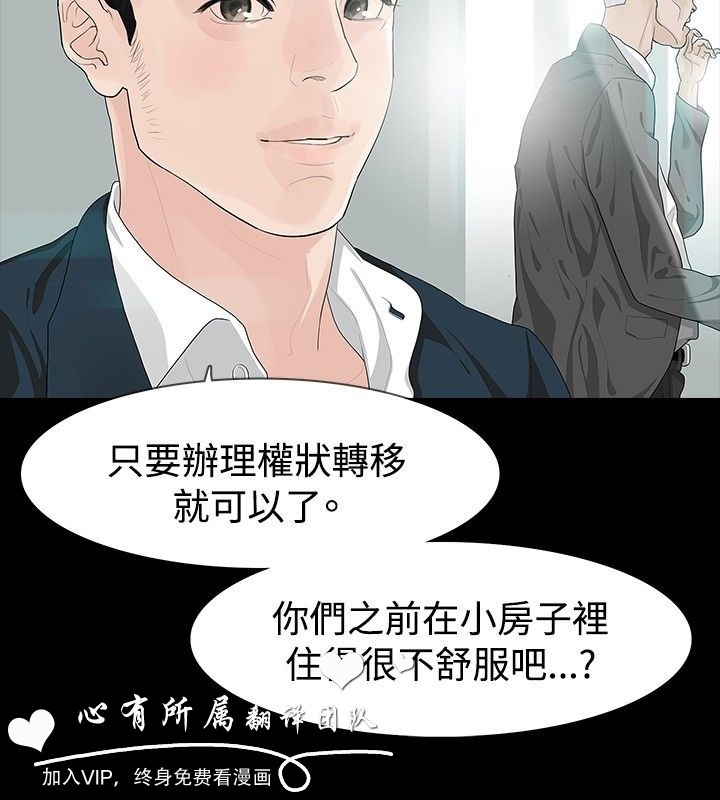 只要辦理權狀轉移
就可以了。
你們之前在小房子裡
住得很不舒服吧...?
心有所属翻译团队
加入VIP，终身免费看漫画